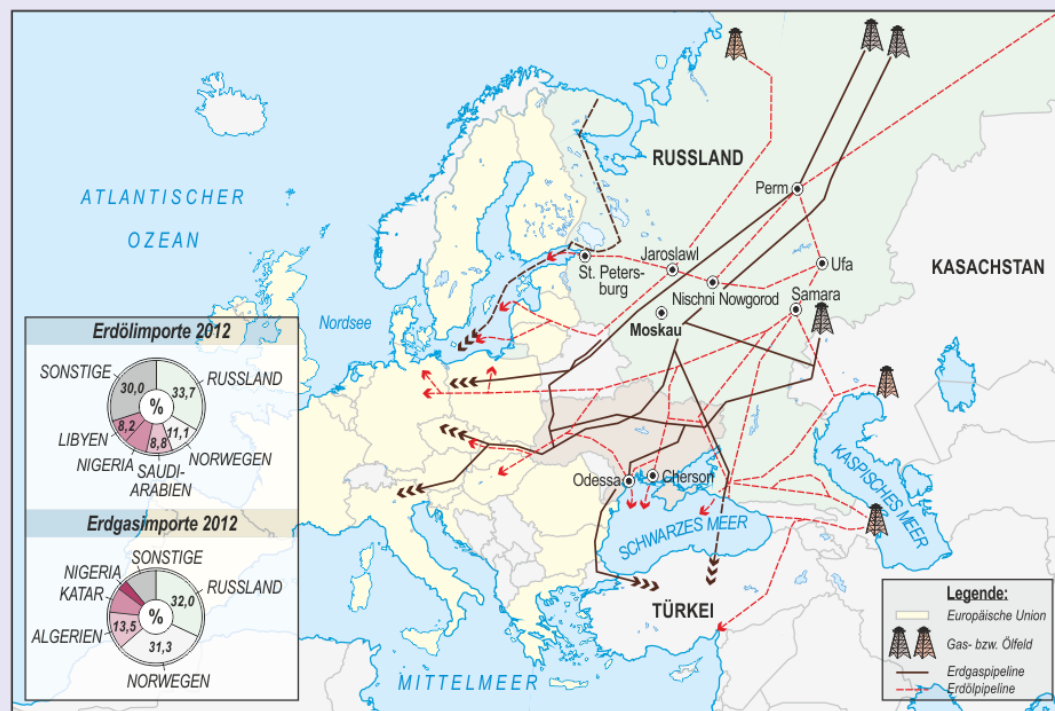 RUSSLAND
Perm
ATLANTISCHER
OZEAN
Jaroslawl
St. Peters-
burg
Ufa
KASACHSTAN
Nischni Nowgorod
Samara
Nordsee
Moskau
Erdölimporte 2012
SONSTIGE
RUSSLAND
30,0
33,7
%
8,2
11,1
8,8
LIBYEN
NORWEGEN
NIGERIA
SAUDI-
ARABIEN
Odessa
Cherson
KASPISCHES MEER
SCHWARZES MEER
Erdgasimporte 2012
SONSTIGE
NIGERIA
RUSSLAND
KATAR
32,0
%
ALGERIEN
13,5
31,3
NORWEGEN
TÜRKEI
MITTELMEER
Legende:
Europäische Union
Gas- bzw. Ölfeld
Erdgaspipeline
Erdölpipeline